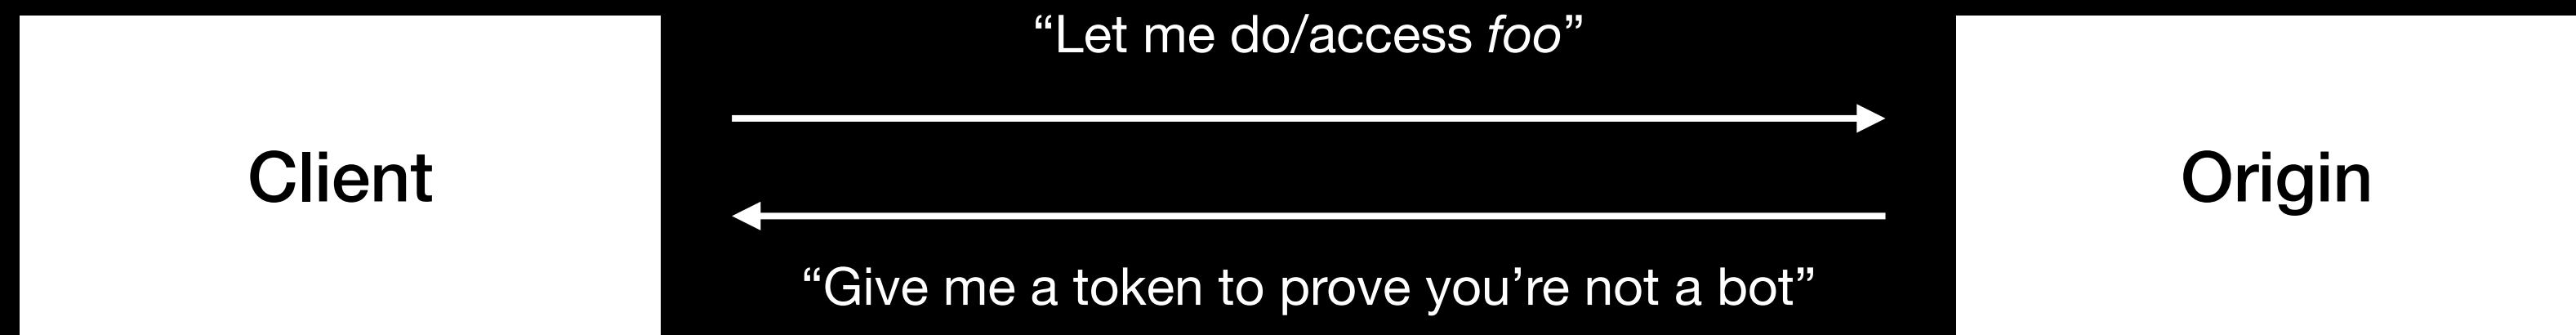 “Let me do/access foo”
Client
Origin
“Give me a token to prove you’re not a bot”